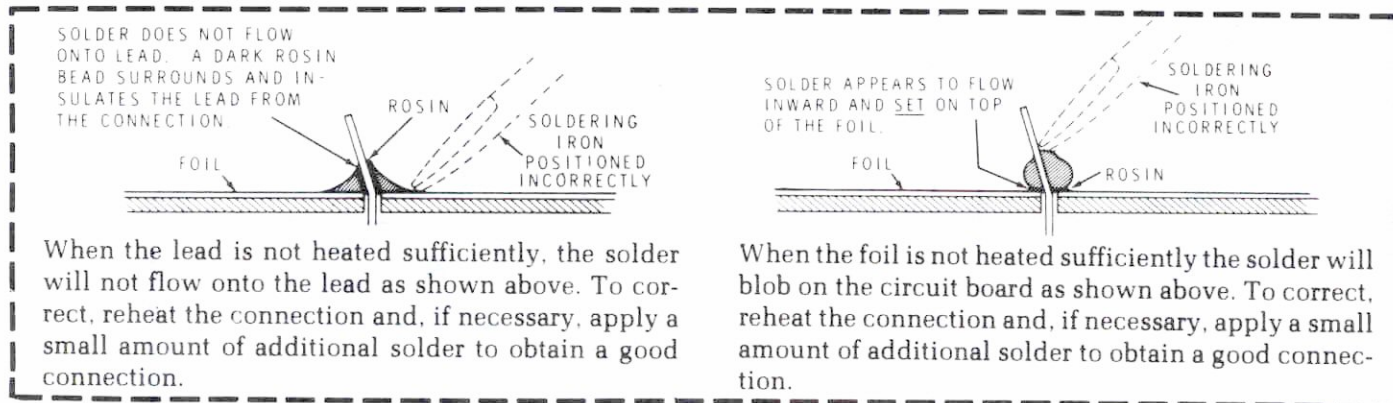 SOLDER DOES NOT FLOW
ONTO LEAD. A DARK ROSIN
BEAD SURROUNDS AND IN-
SULATES THE LEAD FROM
THE CONNECTION.
ROSIN
SOLDERING
IRON
POSITIONED
INCORRECTLY
FOIL
When the lead is not heated sufficiently, the solder
will not flow onto the lead as shown above. To cor-
rect, reheat the connection and, if necessary, apply a
small amount of additional solder to obtain a good
connection.
SOLDER APPEARS TO FLOW
INWARD AND SET ON TOP
OF THE FOIL.
SOLDERING
IRON
POSITIONED
INCORRECTLY
FOIL
ROSIN
When the foil is not heated sufficiently the solder will
blob on the circuit board as shown above. To correct,
reheat the connection and, if necessary, apply a small
amount of additional solder to obtain a good connec-
tion.